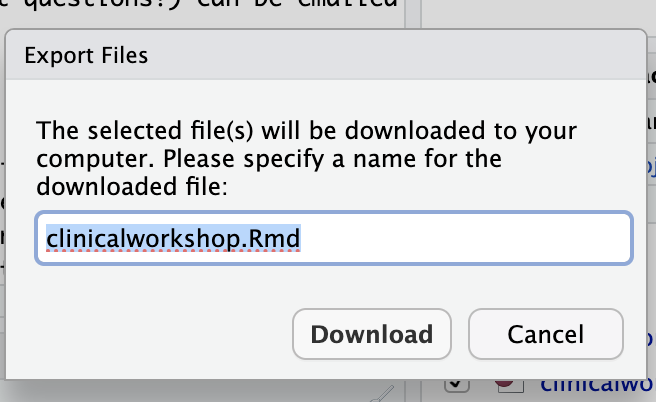 questions!) can be emailed
Export Files
The selected file(s) will be downloaded to your
computer. Please specify a name for the
downloaded file:
clinicalworkshop.Rmd
Download
Cancel
clinicalwo